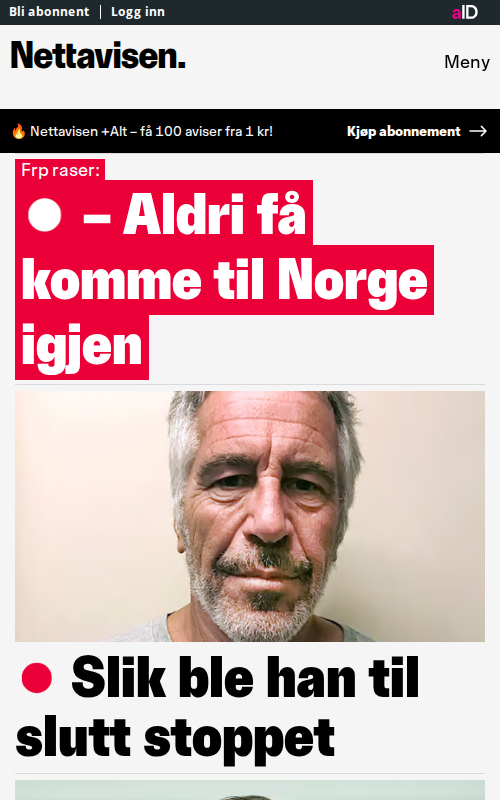 Bli abonnent | Logg inn
aID
Nettavisen.
Meny
🔥 Nettavisen +Alt – få 100 aviser fra 1 kr!
Kjøp abonnement →
Frp raser:
– Aldri få
komme til Norge
igjen
Slik ble han til
slutt stoppet